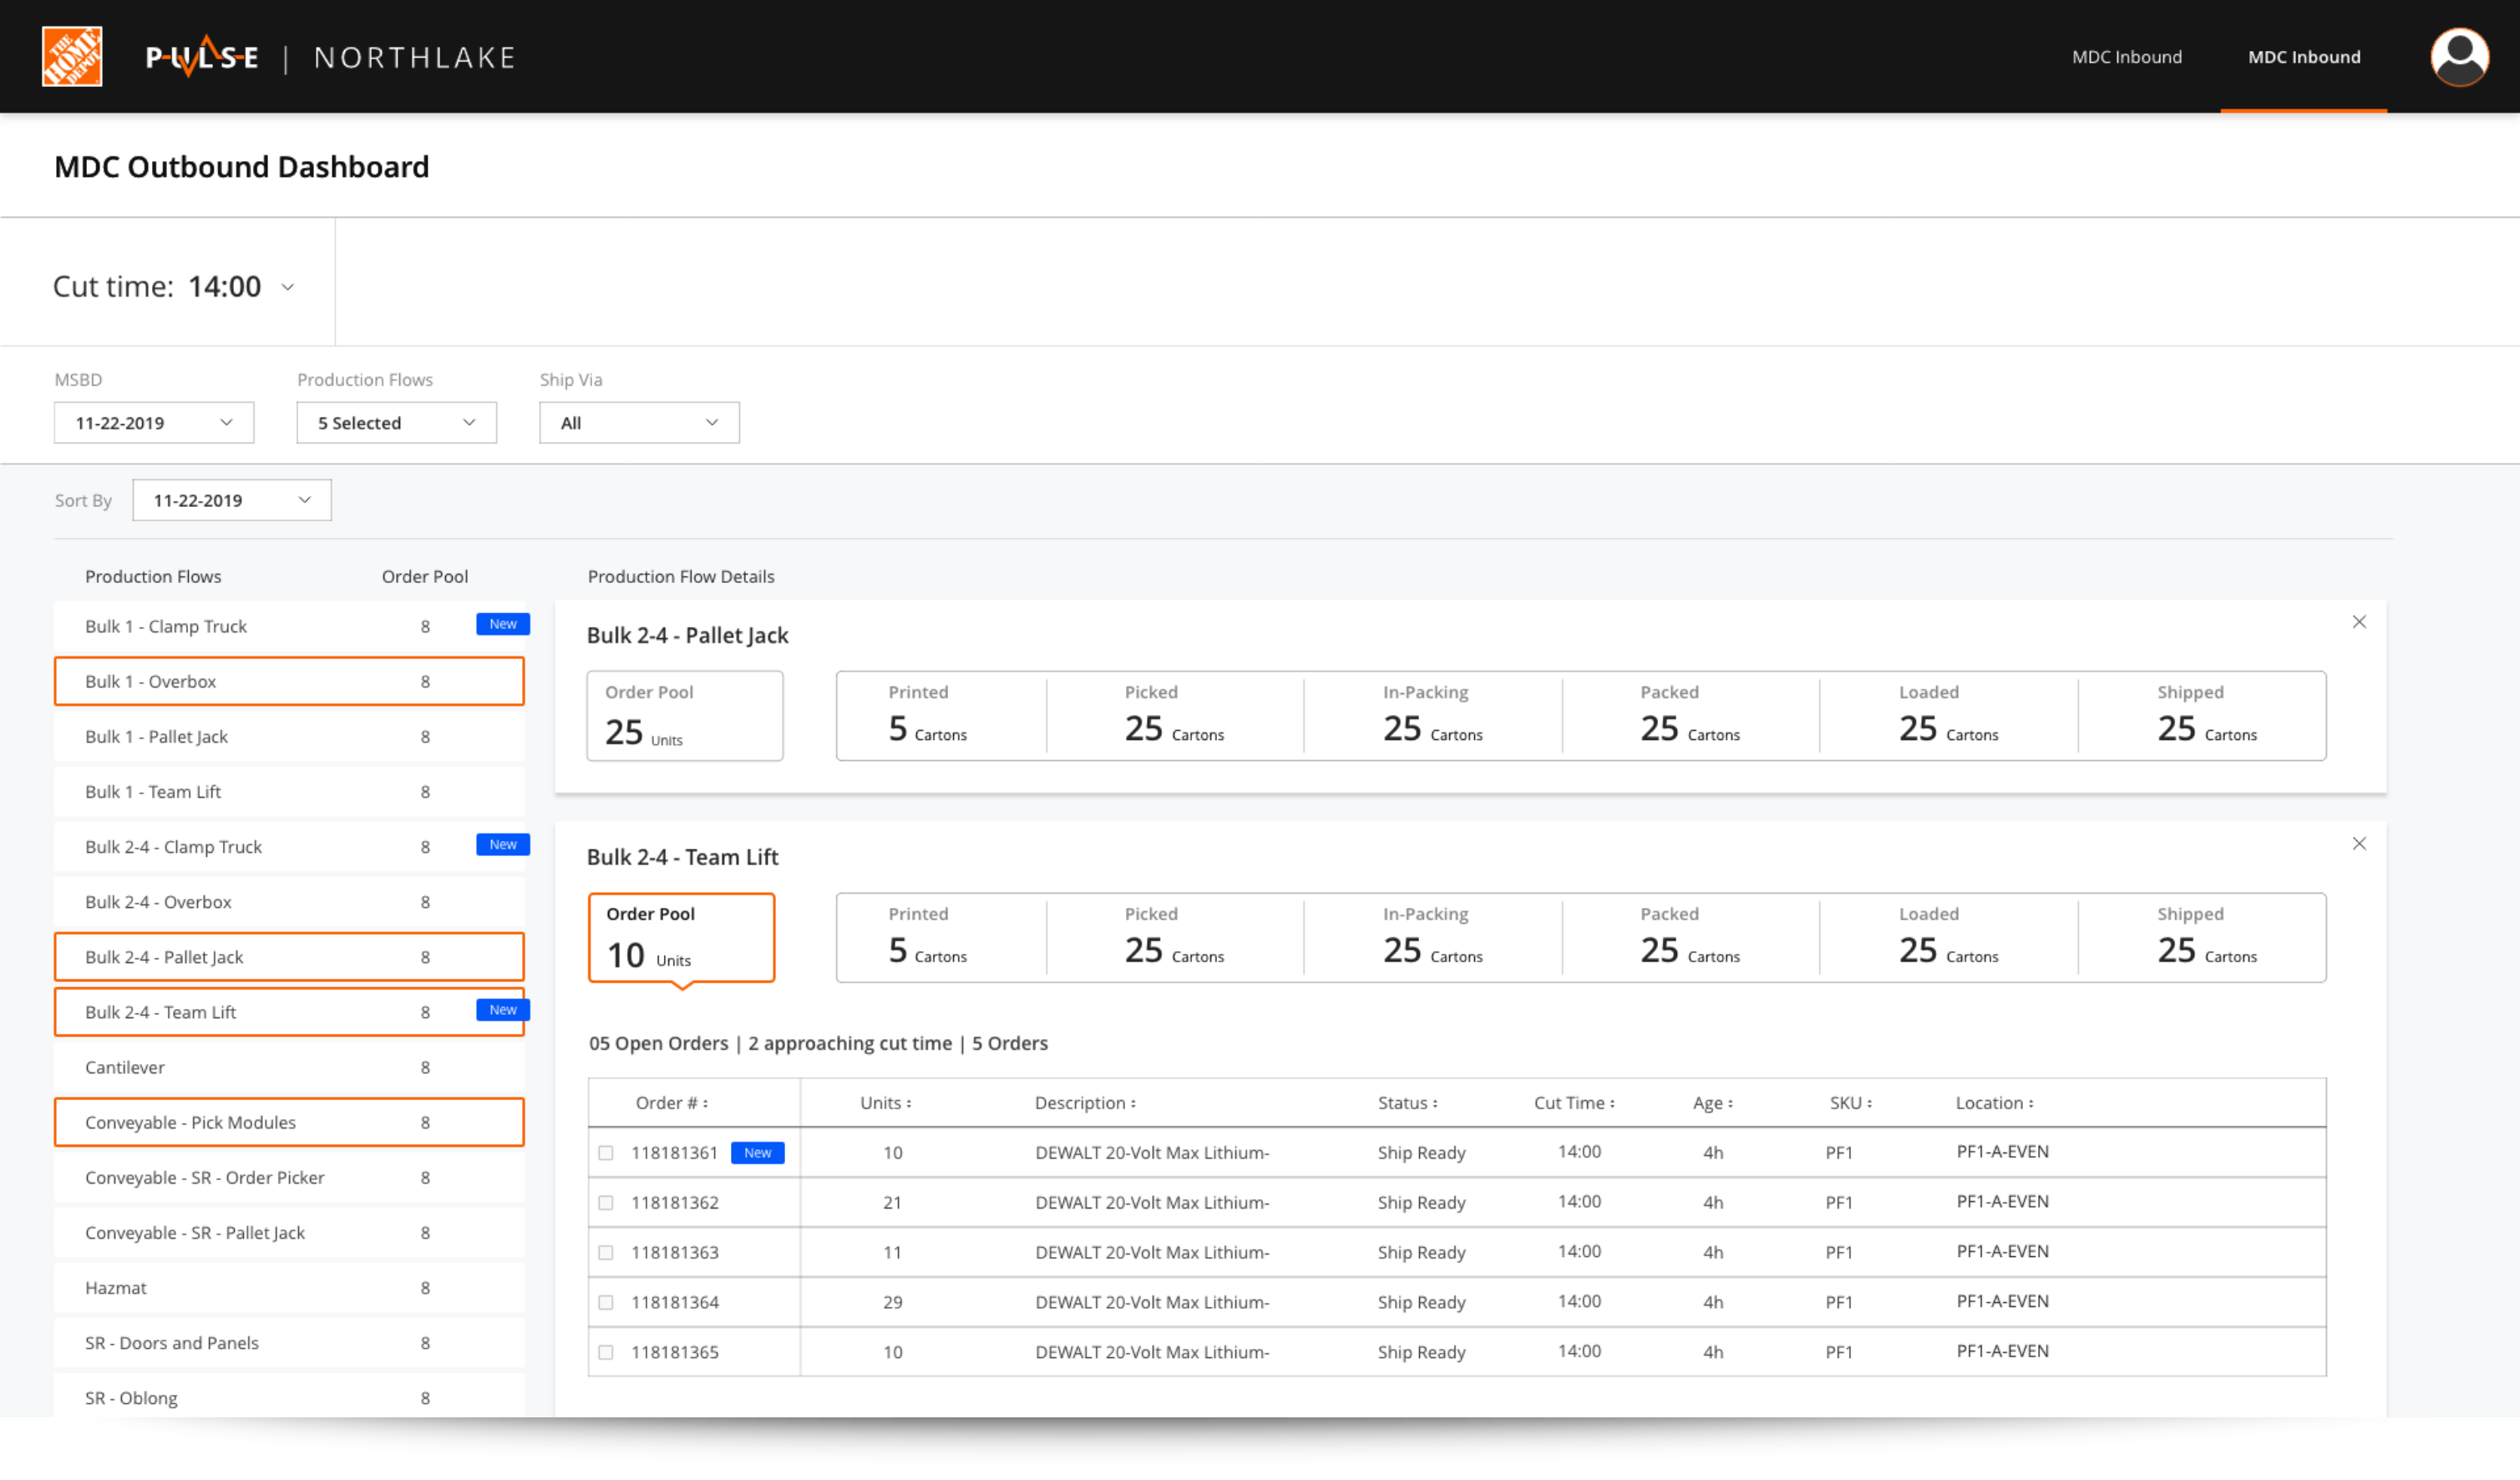 THE HOME DEPOT PULSE | NORTHLAKE MDC Inbound MDC Inbound
MDC Outbound Dashboard
Cut time: 14:00
MSBD Production Flows Ship Via
11-22-2019 5 Selected All
Sort By 11-22-2019
Production Flows Order Pool Production Flow Details
Bulk 1 - Clamp Truck 8 New
Bulk 1 - Overbox 8
Bulk 1 - Pallet Jack 8
Bulk 1 - Team Lift 8
Bulk 2-4 - Clamp Truck 8 New
Bulk 2-4 - Overbox 8
Bulk 2-4 - Pallet Jack 8
Bulk 2-4 - Team Lift 8 New
Cantilever 8
Conveyable - Pick Modules 8
Conveyable - SR - Order Picker 8
Conveyable - SR - Pallet Jack 8
Hazmat 8
SR - Doors and Panels 8
SR - Oblong 8
Bulk 2-4 - Pallet Jack
Order Pool Printed Picked In-Packing Packed Loaded Shipped
25 Units 5 Cartons 25 Cartons 25 Cartons 25 Cartons 25 Cartons 25 Cartons
Bulk 2-4 - Team Lift
Order Pool Printed Picked In-Packing Packed Loaded Shipped
10 Units 5 Cartons 25 Cartons 25 Cartons 25 Cartons 25 Cartons 25 Cartons
05 Open Orders | 2 approaching cut time | 5 Orders
Order # Units Description Status Cut Time Age SKU Location
118181361 New 10 DEWALT 20-Volt Max Lithium- Ship Ready 14:00 4h PF1 PF1-A-EVEN
118181362 21 DEWALT 20-Volt Max Lithium- Ship Ready 14:00 4h PF1 PF1-A-EVEN
118181363 11 DEWALT 20-Volt Max Lithium- Ship Ready 14:00 4h PF1 PF1-A-EVEN
118181364 29 DEWALT 20-Volt Max Lithium- Ship Ready 14:00 4h PF1 PF1-A-EVEN
118181365 10 DEWALT 20-Volt Max Lithium- Ship Ready 14:00 4h PF1 PF1-A-EVEN